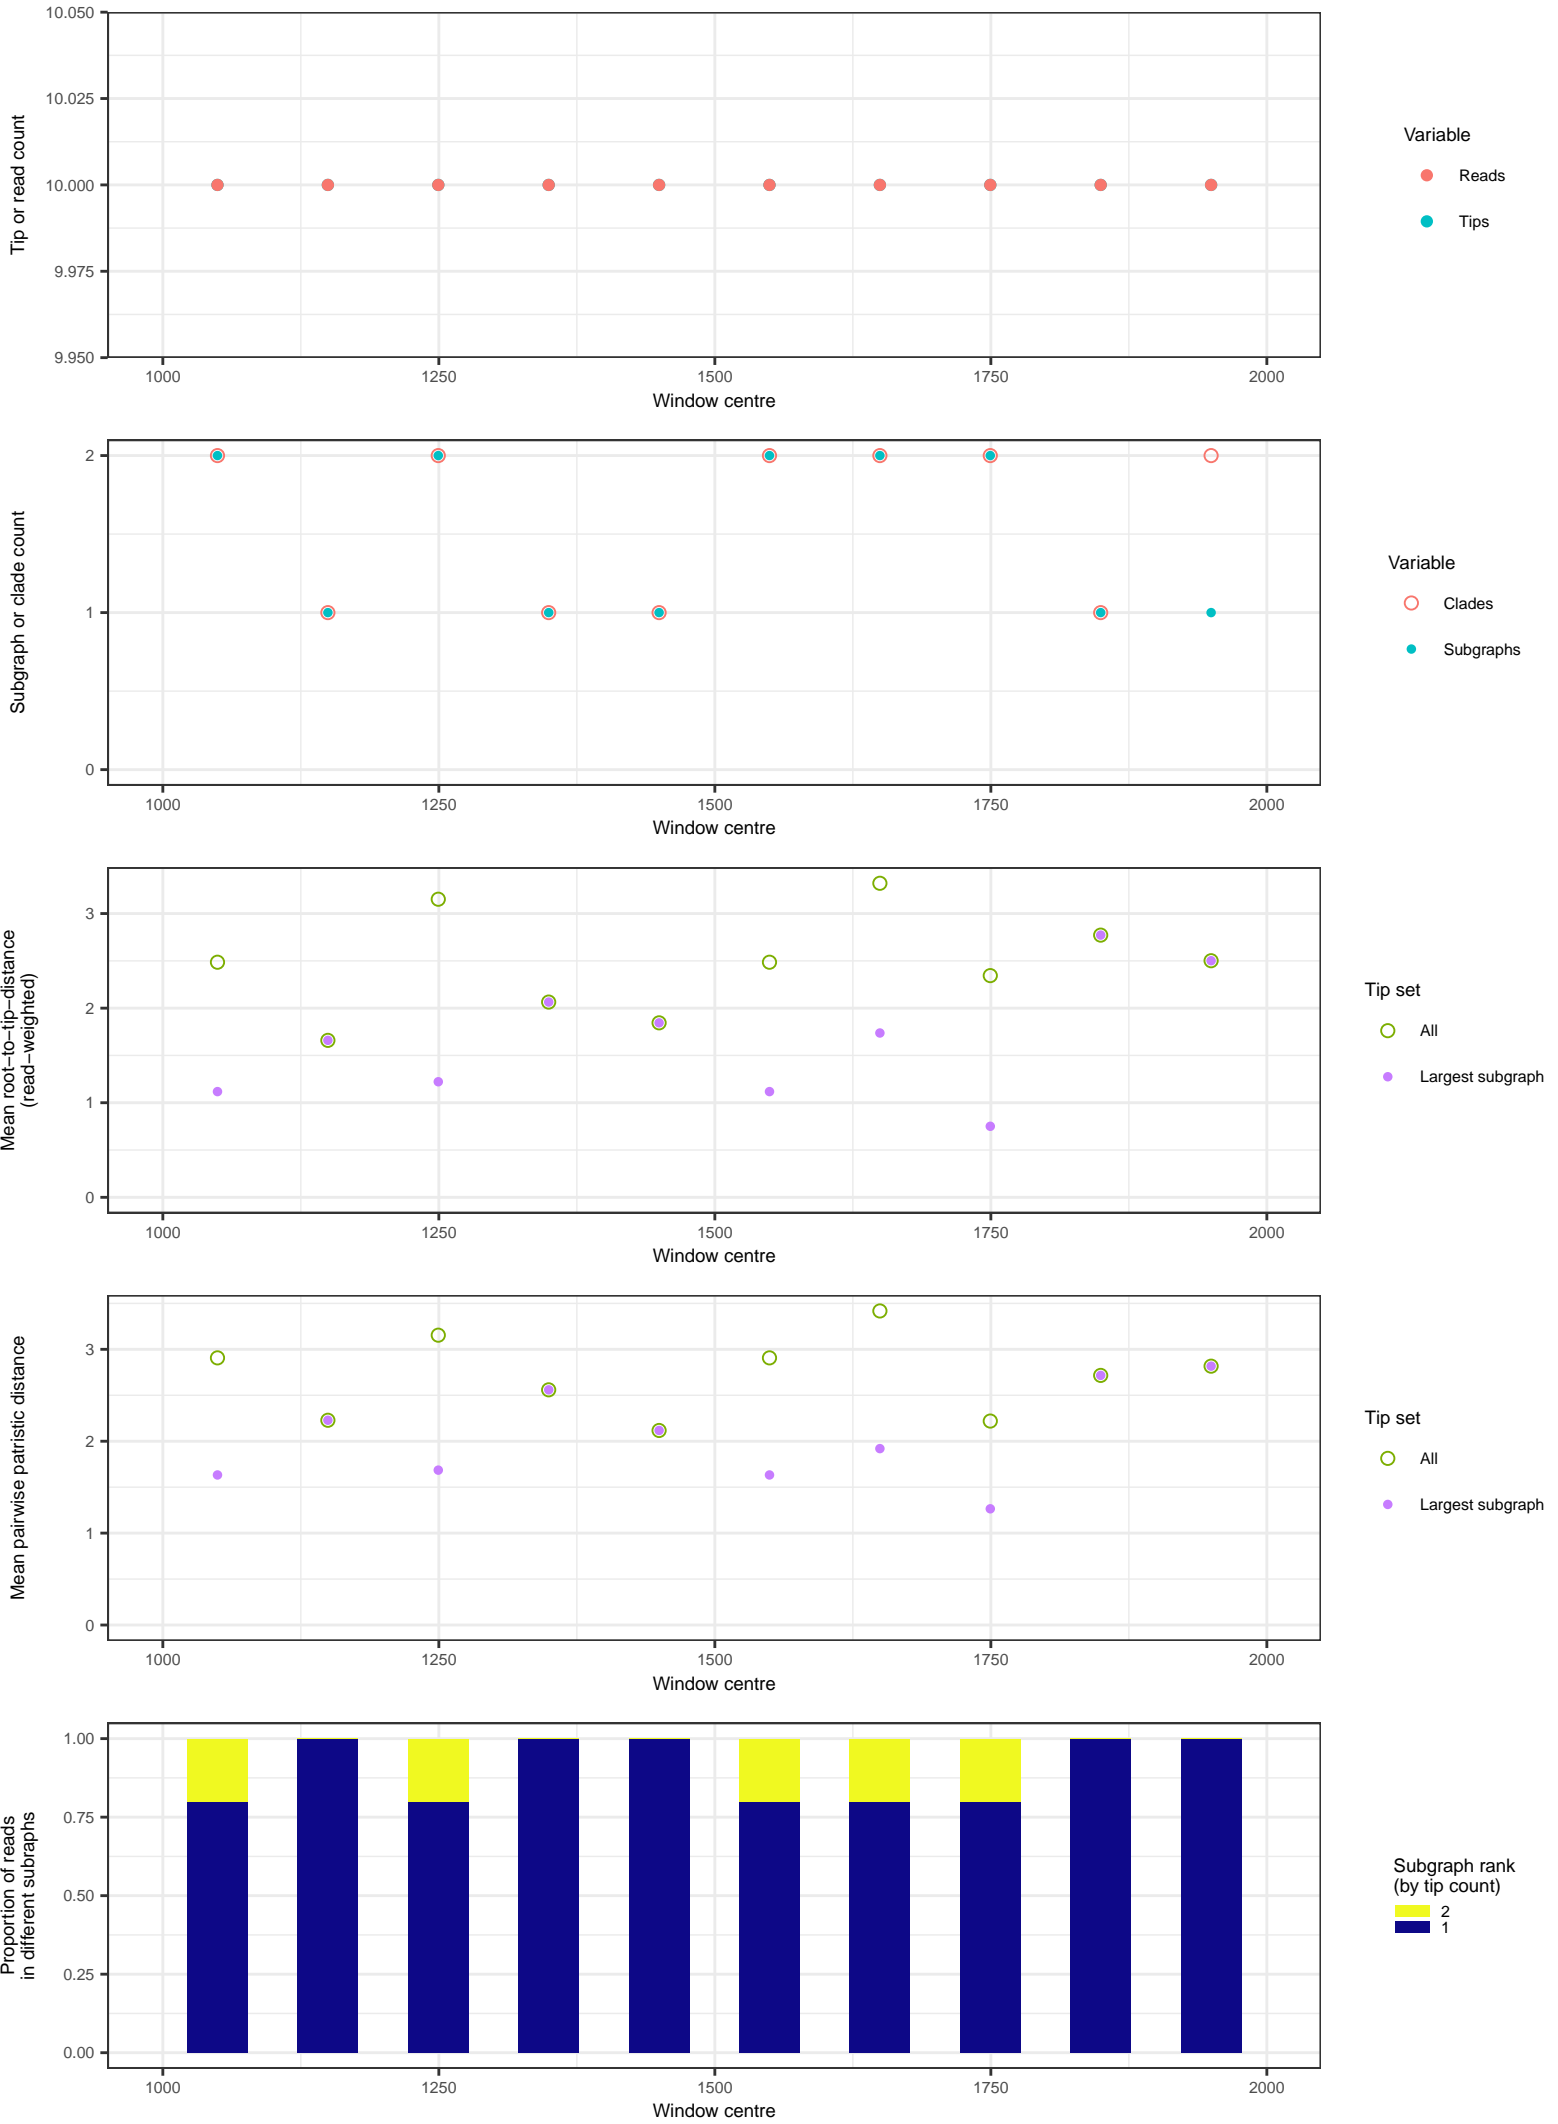 10.050
10.025
10.000
9.975
9.950
Tip or read count
1000 1250 1500 1750 2000
Window centre
Variable
Reads
Tips
2
1
0
Subgraph or clade count
1000 1250 1500 1750 2000
Window centre
Variable
Clades
Subgraphs
3
2
1
0
Mean root−to−tip−distance
(read−weighted)
1000 1250 1500 1750 2000
Window centre
Tip set
All
Largest subgraph
3
2
1
0
Mean pairwise patristic distance
1000 1250 1500 1750 2000
Window centre
Tip set
All
Largest subgraph
1.00
0.75
0.50
0.25
0.00
Proportion of reads
in different subraphs
1000 1250 1500 1750 2000
Window centre
Subgraph rank
(by tip count)
2
1